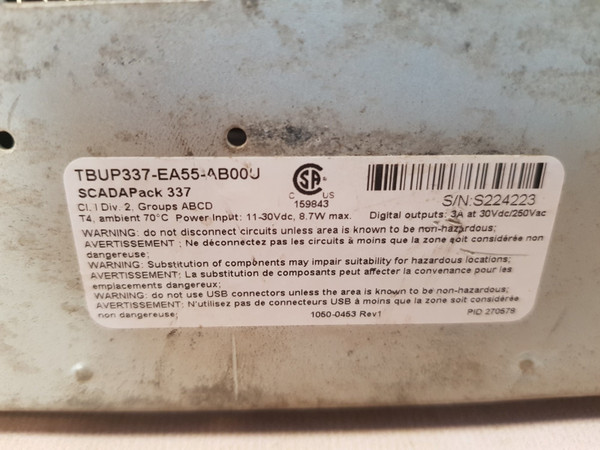 TBUP337-EA55-AB00U
SCADAPack 337
CSA
C US
159843
S/N:S224223
Cl. I Div. 2, Groups ABCD
T4, ambient 70°C Power Input: 11-30Vdc, 8.7W max. Digital outputs: 3A at 30Vdc/250Vac
WARNING: do not disconnect circuits unless area is known to be non-hazardous;
AVERTISSEMENT : Ne déconnectez pas les circuits à moins que la zone soit considérée non
dangereuse;
WARNING: Substitution of components may impair suitability for hazardous locations;
AVERTISSEMENT: La substitution de composants peut affecter la convenance pour les
emplacements dangereux;
WARNING: do not use USB connectors unless the area is known to be non-hazardous;
AVERTISSEMENT: N'utilisez pas de connecteurs USB à moins que la zone soit considérée
non dangereuse;
1050-0453 Rev1
PID 270579